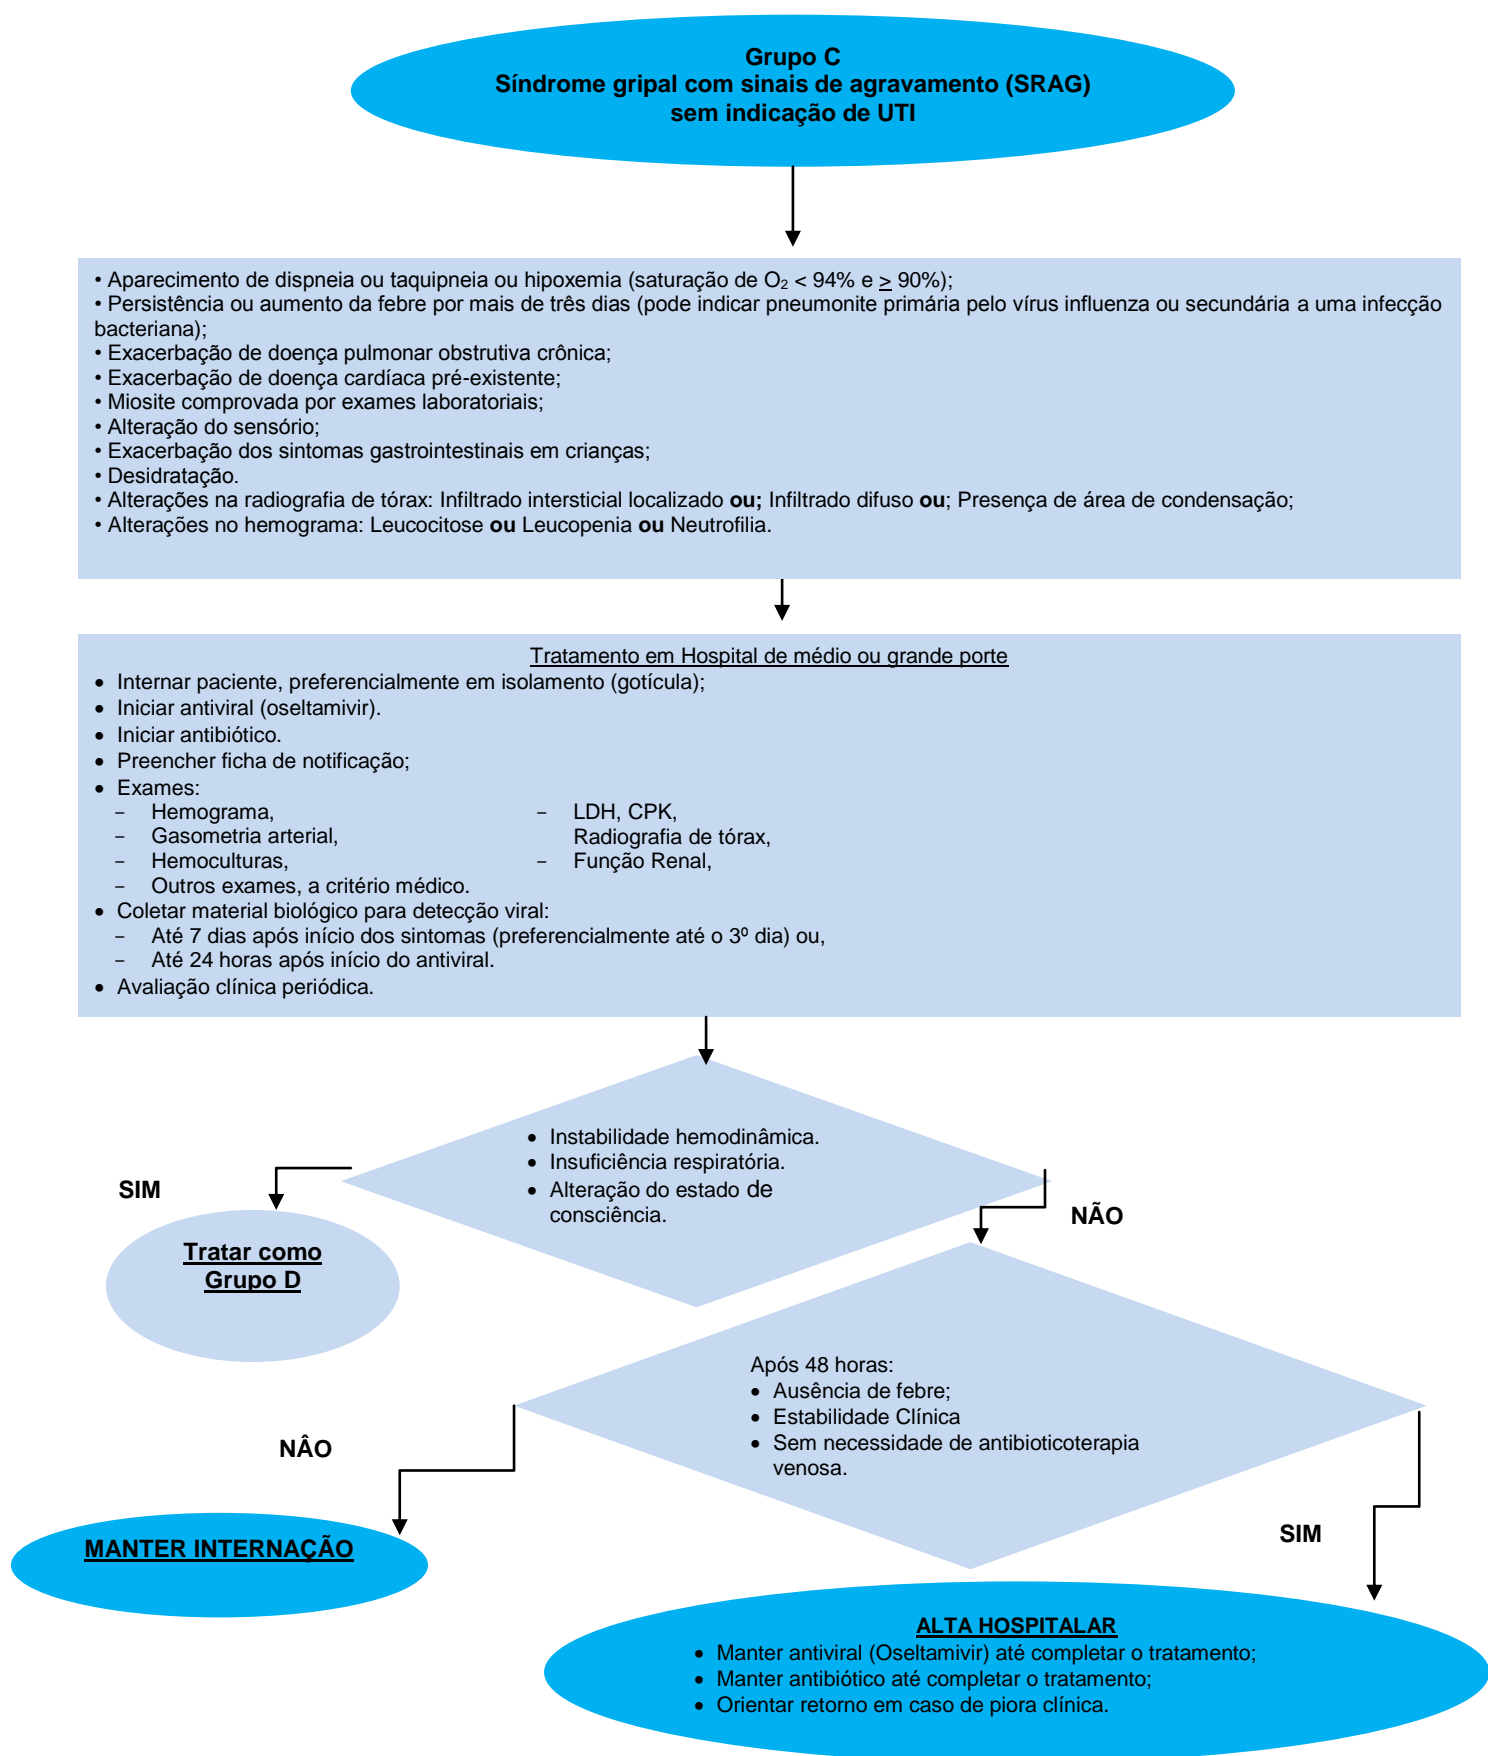 Grupo C
Síndrome gripal com sinais de agravamento (SRAG)
sem indicação de UTI
• Aparecimento de dispneia ou taquipneia ou hipoxemia (saturação de O₂ < 94% e ≥ 90%);
• Persistência ou aumento da febre por mais de três dias (pode indicar pneumonite primária pelo vírus influenza ou secundária a uma infecção
bacteriana);
• Exacerbação de doença pulmonar obstrutiva crônica;
• Exacerbação de doença cardíaca pré-existente;
• Miosite comprovada por exames laboratoriais;
• Alteração do sensório;
• Exacerbação dos sintomas gastrointestinais em crianças;
• Desidratação.
• Alterações na radiografia de tórax: Infiltrado intersticial localizado ou; Infiltrado difuso ou; Presença de área de condensação;
• Alterações no hemograma: Leucocitose ou Leucopenia ou Neutrofilia.
Tratamento em Hospital de médio ou grande porte
• Internar paciente, preferencialmente em isolamento (gotícula);
• Iniciar antiviral (oseltamivir).
• Iniciar antibiótico.
• Preencher ficha de notificação;
• Exames:
− Hemograma,
− Gasometria arterial,
− Hemoculturas,
− Outros exames, a critério médico.
− LDH, CPK,
Radiografia de tórax,
− Função Renal,
• Coletar material biológico para detecção viral:
− Até 7 dias após início dos sintomas (preferencialmente até o 3º dia) ou,
− Até 24 horas após início do antiviral.
• Avaliação clínica periódica.
• Instabilidade hemodinâmica.
• Insuficiência respiratória.
• Alteração do estado de
consciência.
SIM
NÃO
Tratar como
Grupo D
Após 48 horas:
• Ausência de febre;
• Estabilidade Clínica
• Sem necessidade de antibioticoterapia
venosa.
NÂO
SIM
MANTER INTERNAÇÃO
ALTA HOSPITALAR
• Manter antiviral (Oseltamivir) até completar o tratamento;
• Manter antibiótico até completar o tratamento;
• Orientar retorno em caso de piora clínica.